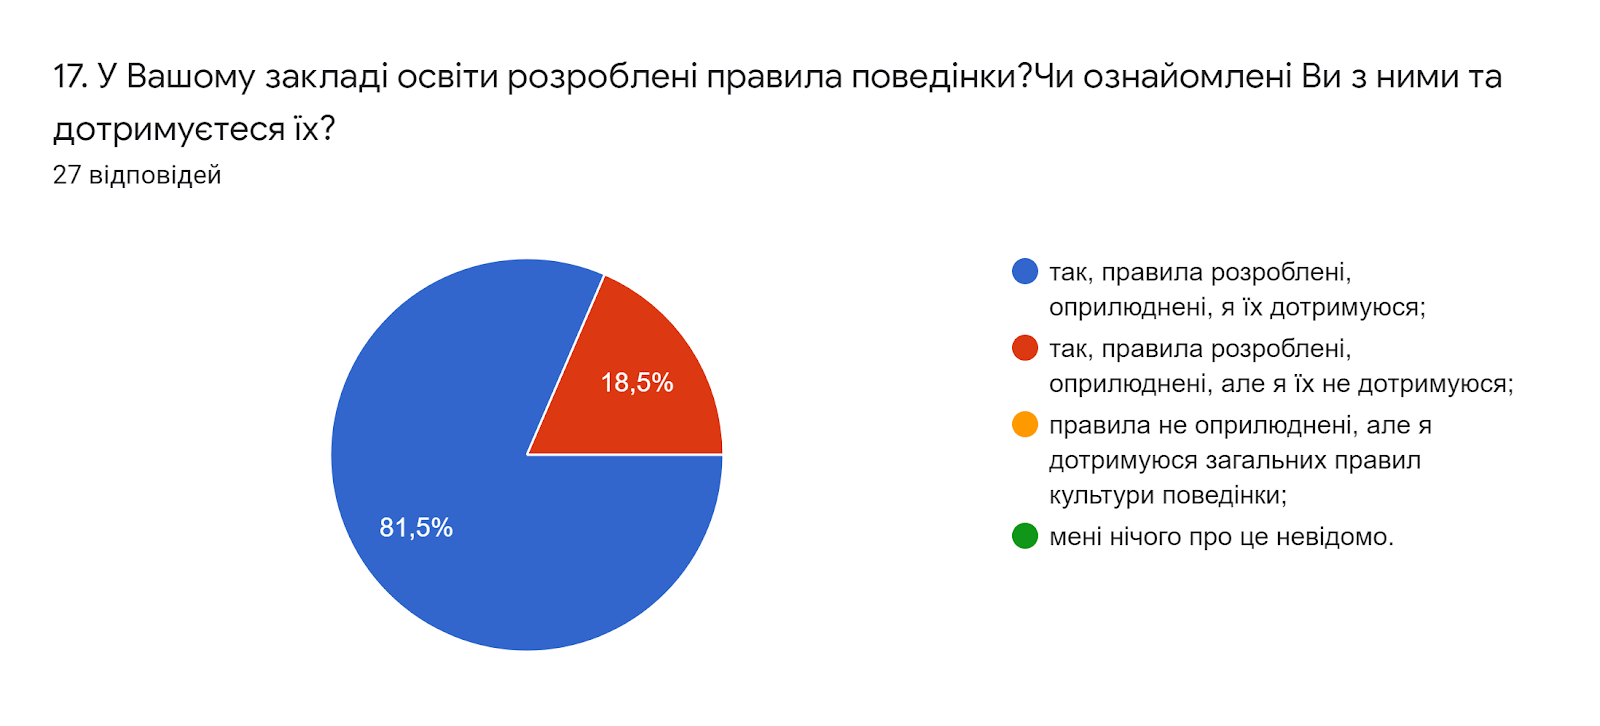 17. У Вашому закладі освіти розроблені правила поведінки?Чи ознайомлені Ви з ними та
дотримуєтеся їх?
27 відповідей
так, правила розроблені,
оприлюднені, я їх дотримуюся;
так, правила розроблені,
оприлюднені, але я їх не дотримуюся;
правила не оприлюднені, але я
дотримуюся загальних правил
культури поведінки;
мені нічого про це невідомо.
18,5%
81,5%